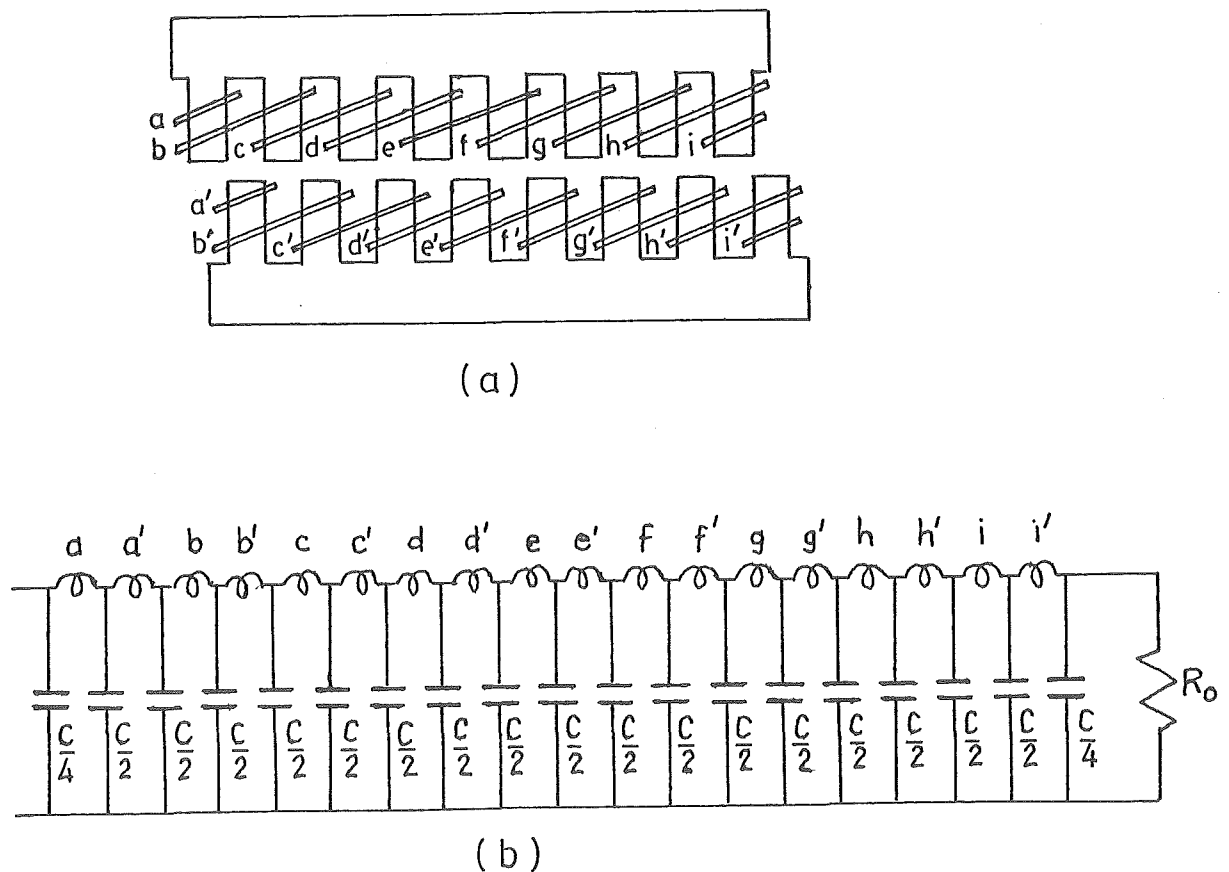 a
b c d e f g h i
a'
b' c' d' e' f' g' h' i'
(a)
a a' b b' c c' d d' e e' f f' g g' h h' i i'
R₀
C/4 C/2 C/2 C/2 C/2 C/2 C/2 C/2 C/2 C/2 C/2 C/2 C/2 C/2 C/2 C/2 C/2 C/2 C/4
(b)